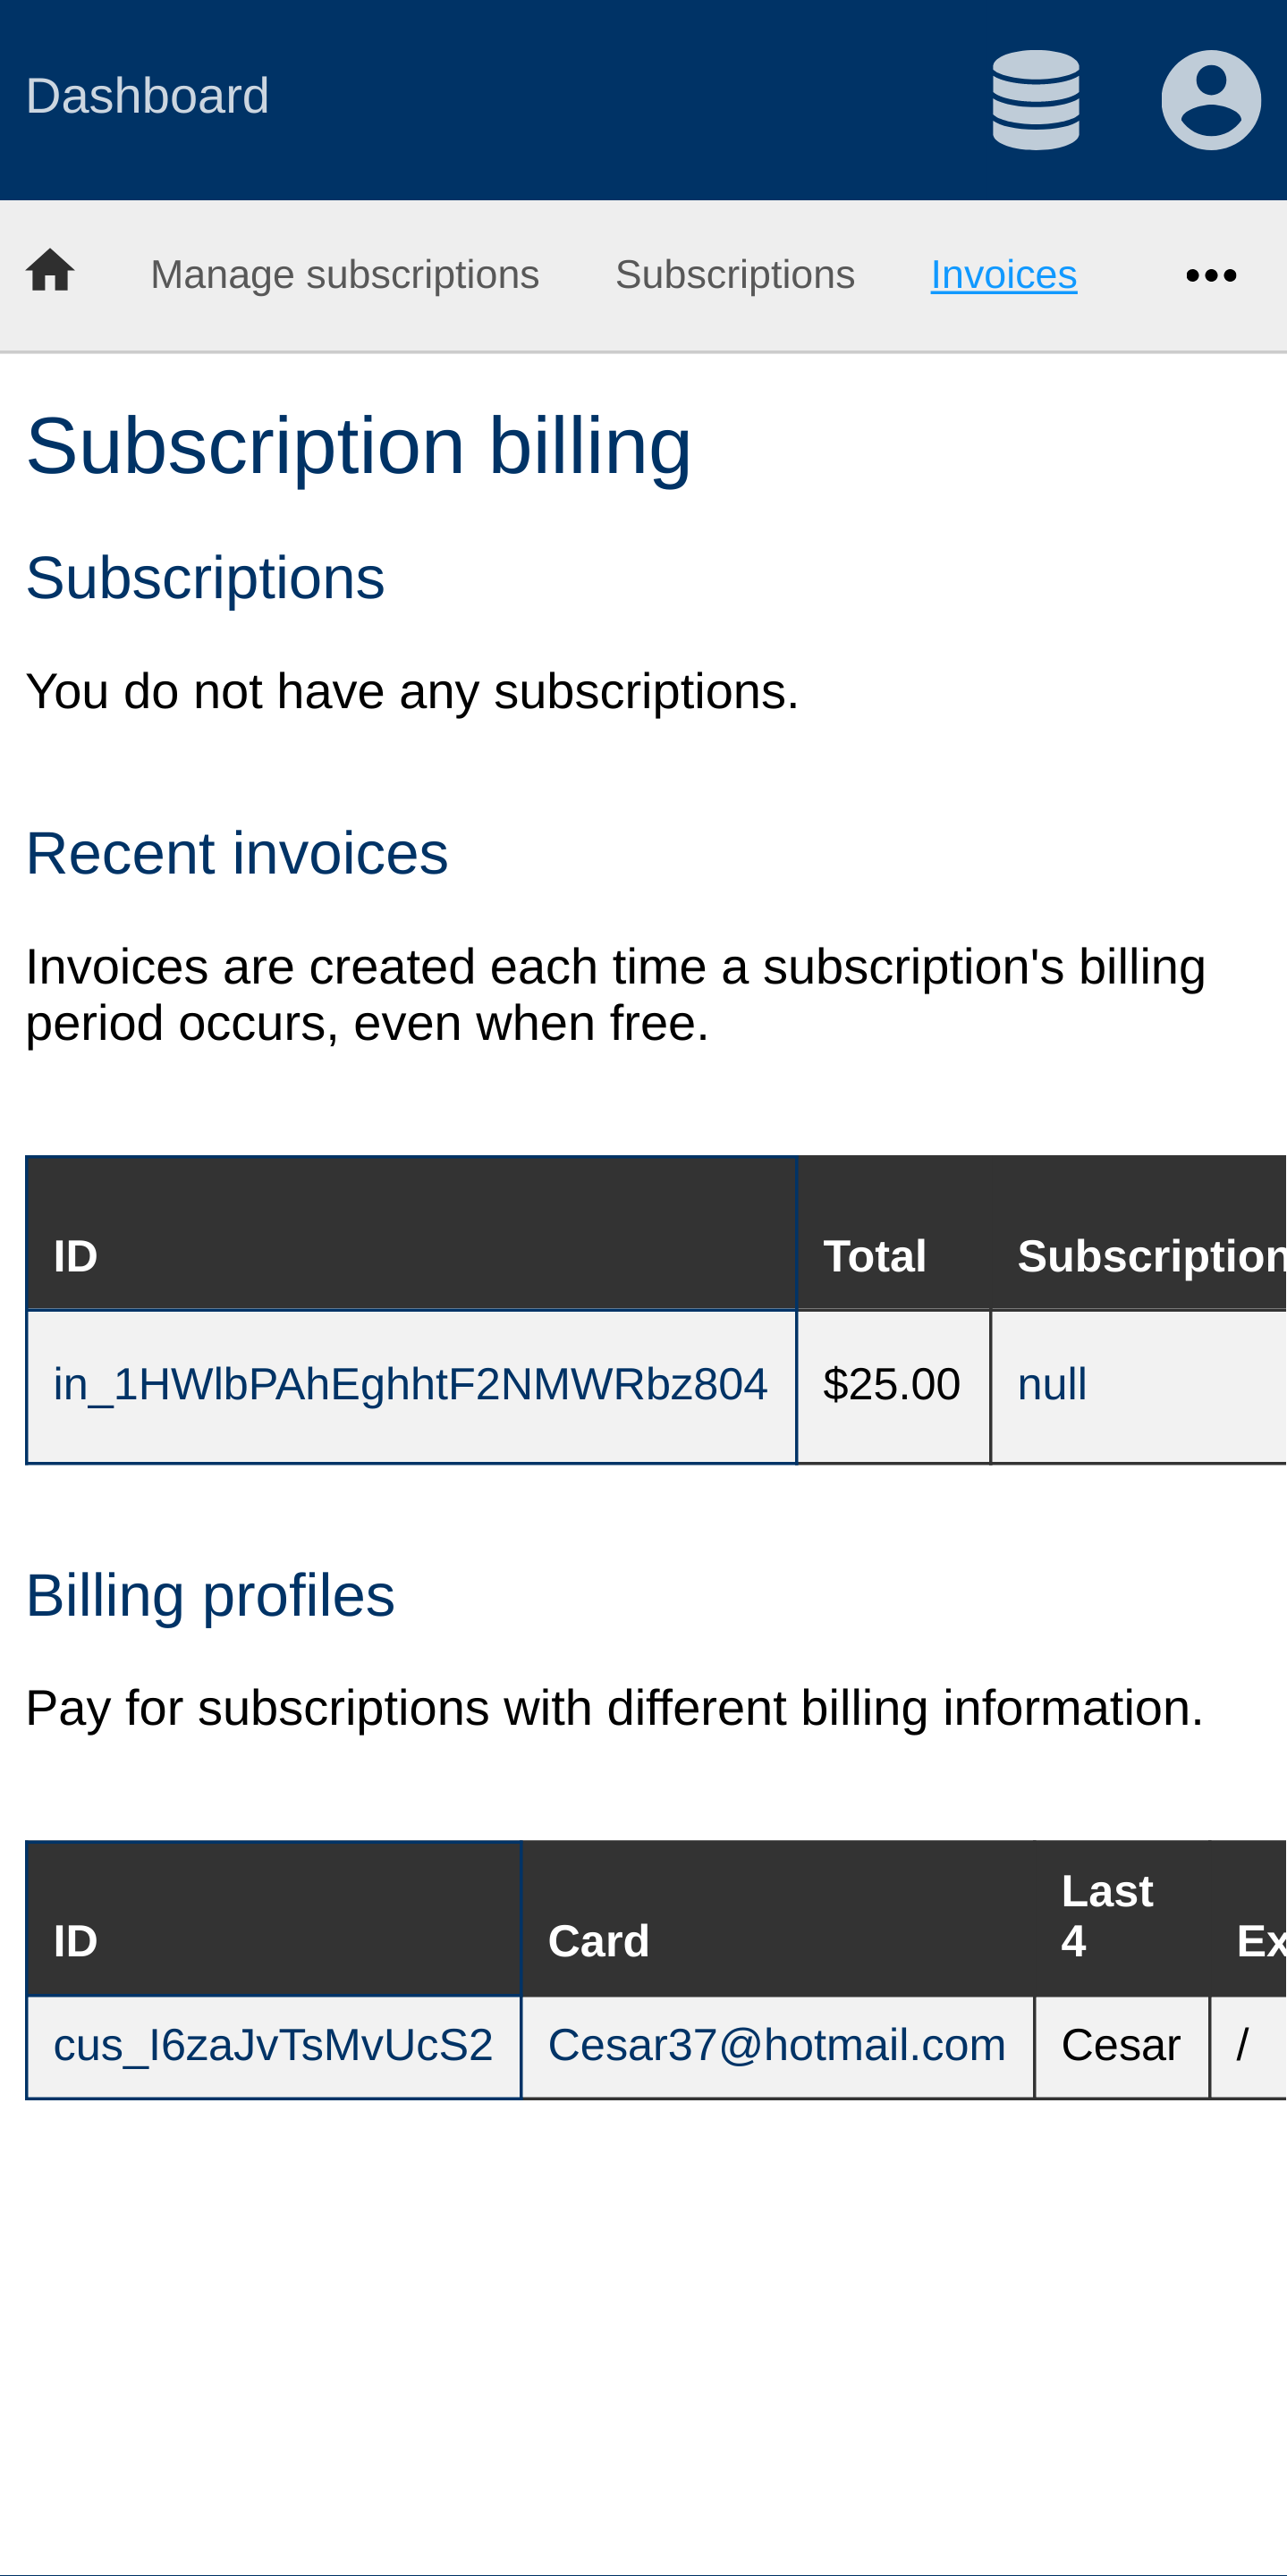 Dashboard
Manage subscriptions Subscriptions Invoices
Subscription billing
Subscriptions
You do not have any subscriptions.
Recent invoices
Invoices are created each time a subscription's billing
period occurs, even when free.
ID Total Subscription
in_1HWlbPAhEghhtF2NMWRbz804 $25.00 null
Billing profiles
Pay for subscriptions with different billing information.
ID Card Last 4 Ex
cus_I6zaJvTsMvUcS2 Cesar37@hotmail.com Cesar /